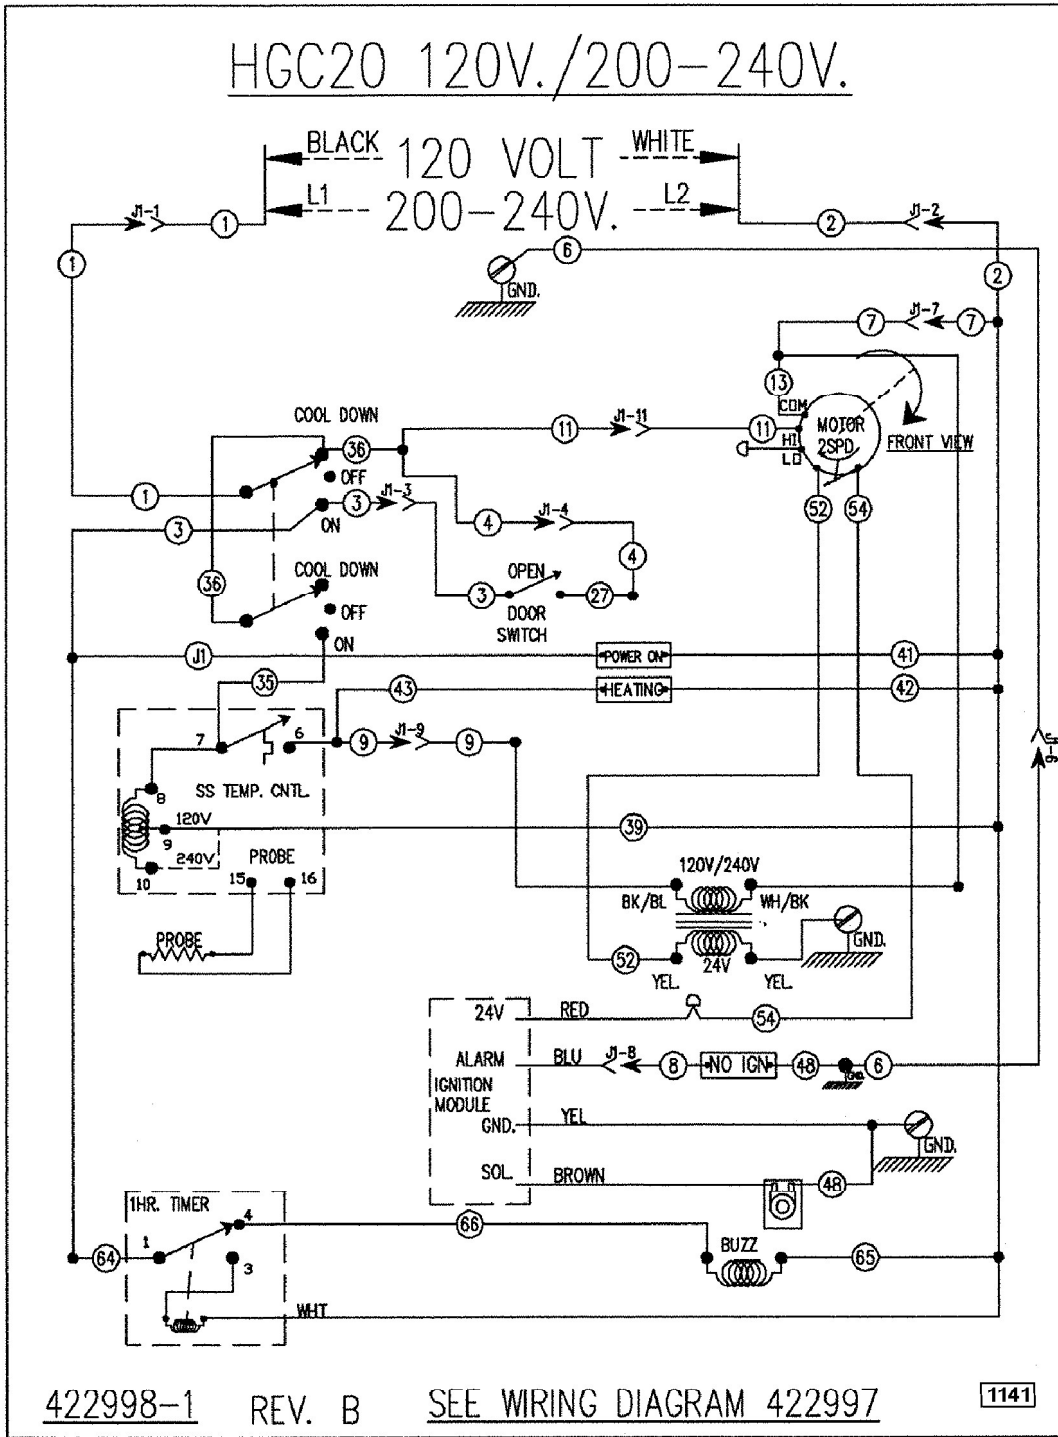 HGC20 120V./200-240V.
BLACK 120 VOLT WHITE
L1 200-240V. L2
J1-1 1 2 J1-2
6
1 GND. 2
7 J1-7 7
13
COM
COOL DOWN 11 J1-11 11 MOTOR
36 HI 2SPD FRONT VIEW
OFF LO
1 3 J1-3
3 ON 4 J1-4 52 54
4
COOL DOWN OPEN
36 OFF 3 27
DOOR
SWITCH
ON
J1 POWER ON 41
35 43 HEATING 42
7 6 9 J1-9 9 J1-6
8 SS TEMP. CNTL.
120V
9 39
240V PROBE 120V/240V
10 15 16 BK/BL WH/BK
PROBE GND.
52 24V
YEL. YEL.
24V RED 54
ALARM BLU J1-8 8 NO IGN 48 GND. 6
IGNITION
MODULE
GND. YEL GND.
SOL. BROWN 48
1HR. TIMER
4 66
64 1 BUZZ 65
3
WHT
422998-1 REV. B SEE WIRING DIAGRAM 422997 1141